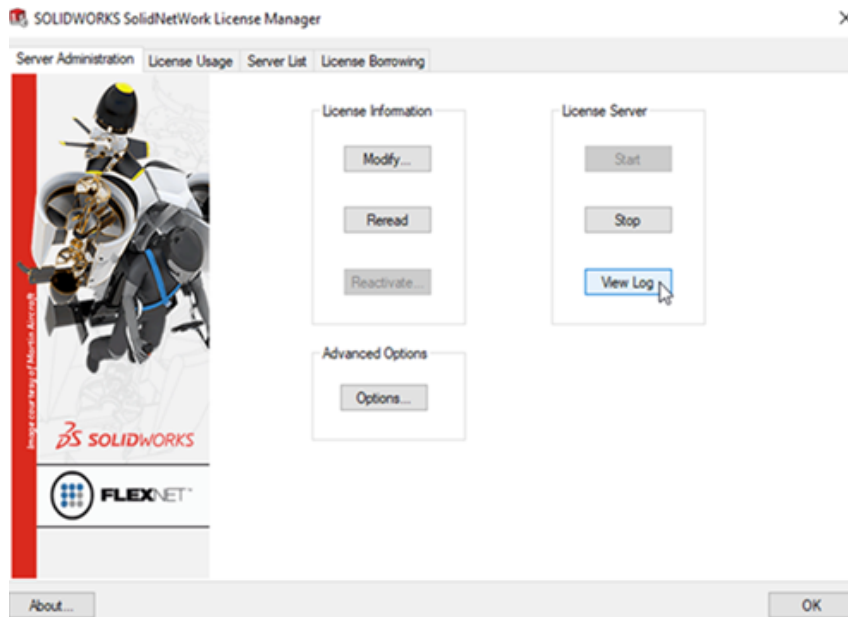 SOLIDWORKS SolidNetWork License Manager
Server Administration
License Usage
Server List
License Borrowing
License Information
Modify...
Reread
Reactivate...
License Server
Start
Stop
View Log
Advanced Options
Options...
Image courtesy of Martin Aircraft
SOLIDWORKS
FLEXNET
About...
OK